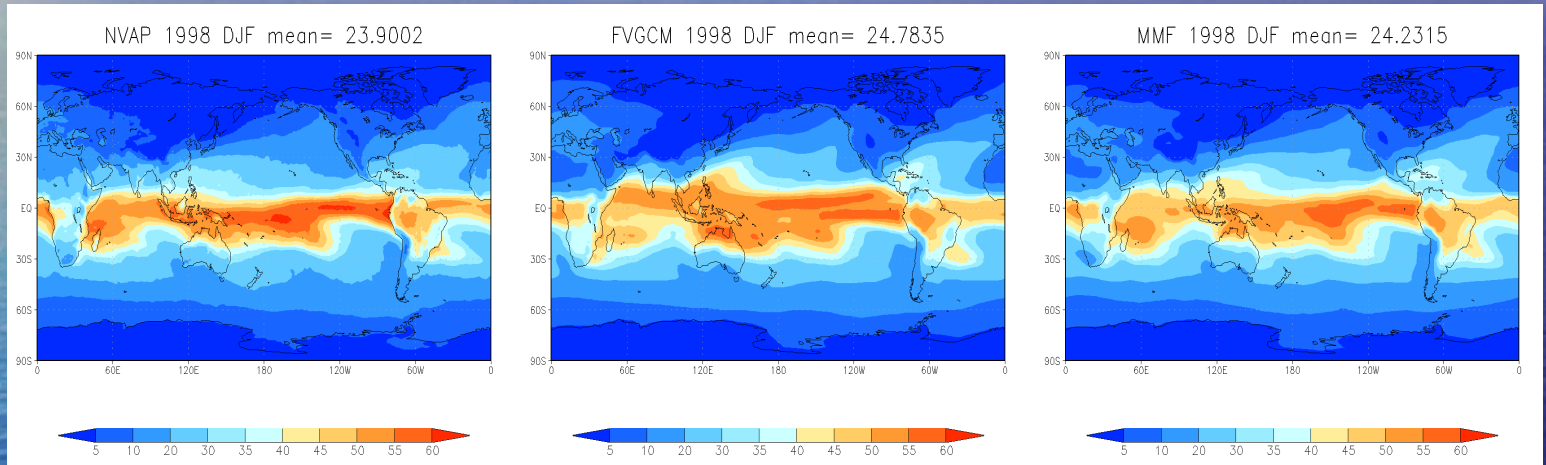 NVAP 1998 DJF mean= 23.9002
90N
60N
30N
EQ
30S
60S
90S
0 60E 120E 180 120W 60W 0
5 10 20 30 35 40 45 50 55 60
FVGCM 1998 DJF mean= 24.7835
90N
60N
30N
EQ
30S
60S
90S
0 60E 120E 180 120W 60W 0
5 10 20 30 35 40 45 50 55 60
MMF 1998 DJF mean= 24.2315
90N
60N
30N
EQ
30S
60S
90S
0 60E 120E 180 120W 60W 0
5 10 20 30 35 40 45 50 55 60